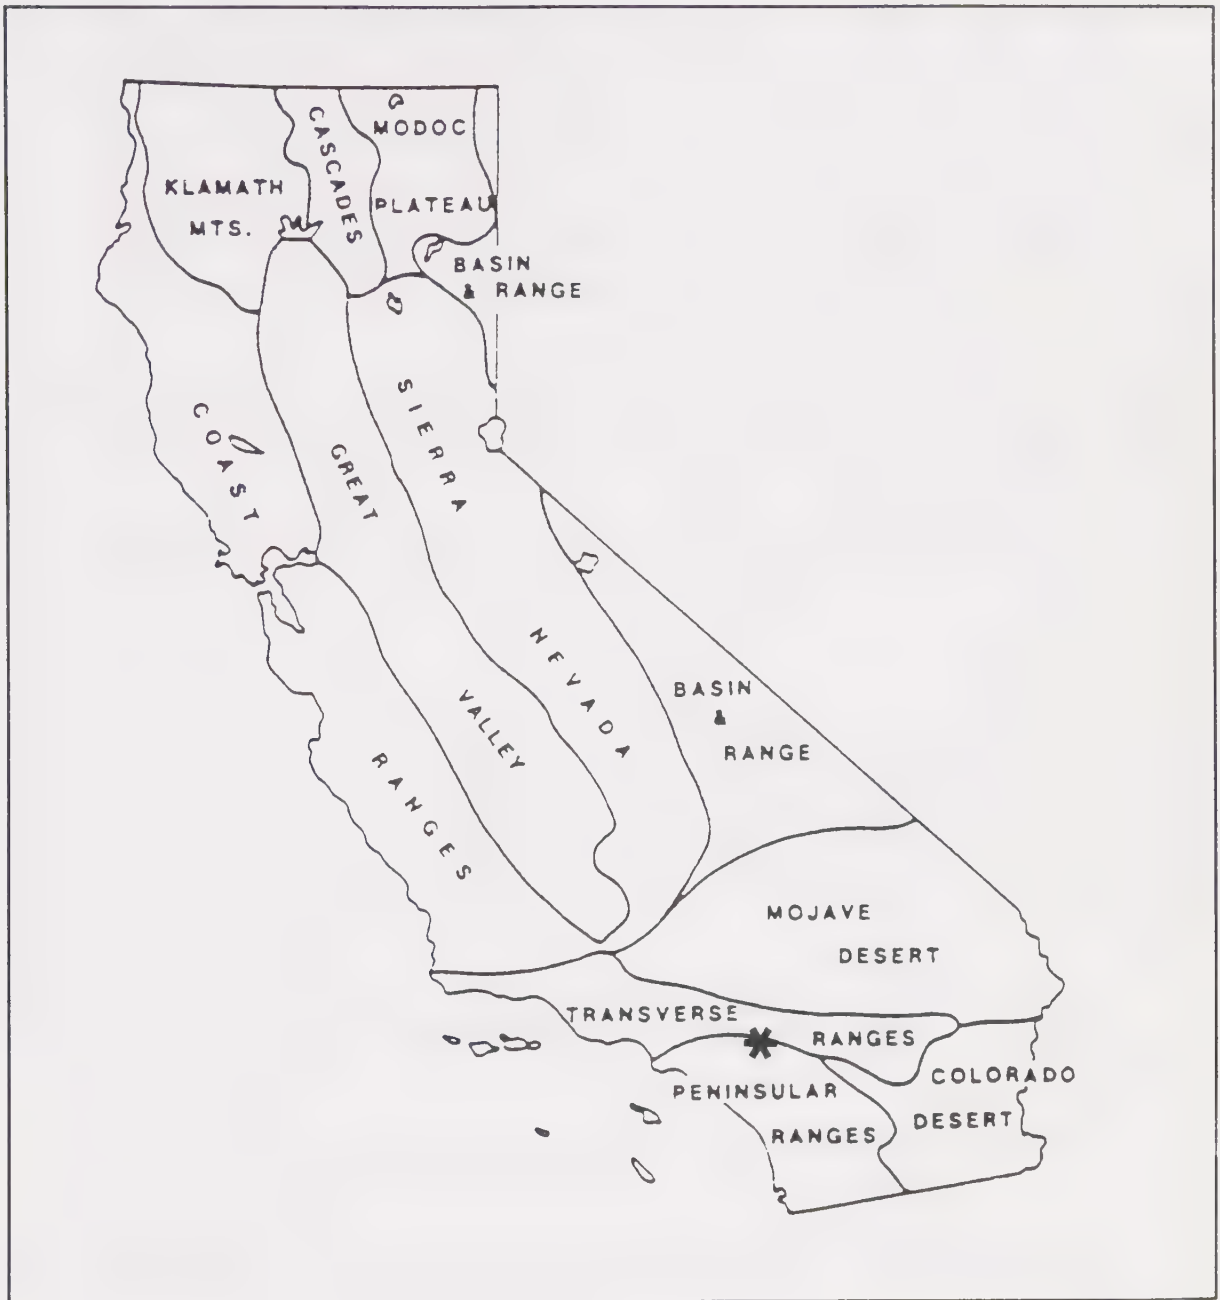 CASCADES
MODOC
PLATEAU
KLAMATH
MTS.
BASIN
& RANGE
COAST
RANGES
GREAT
VALLEY
SIERRA
NEVADA
BASIN
&
RANGE
MOJAVE
DESERT
TRANSVERSE
RANGES
PENINSULAR
RANGES
COLORADO
DESERT